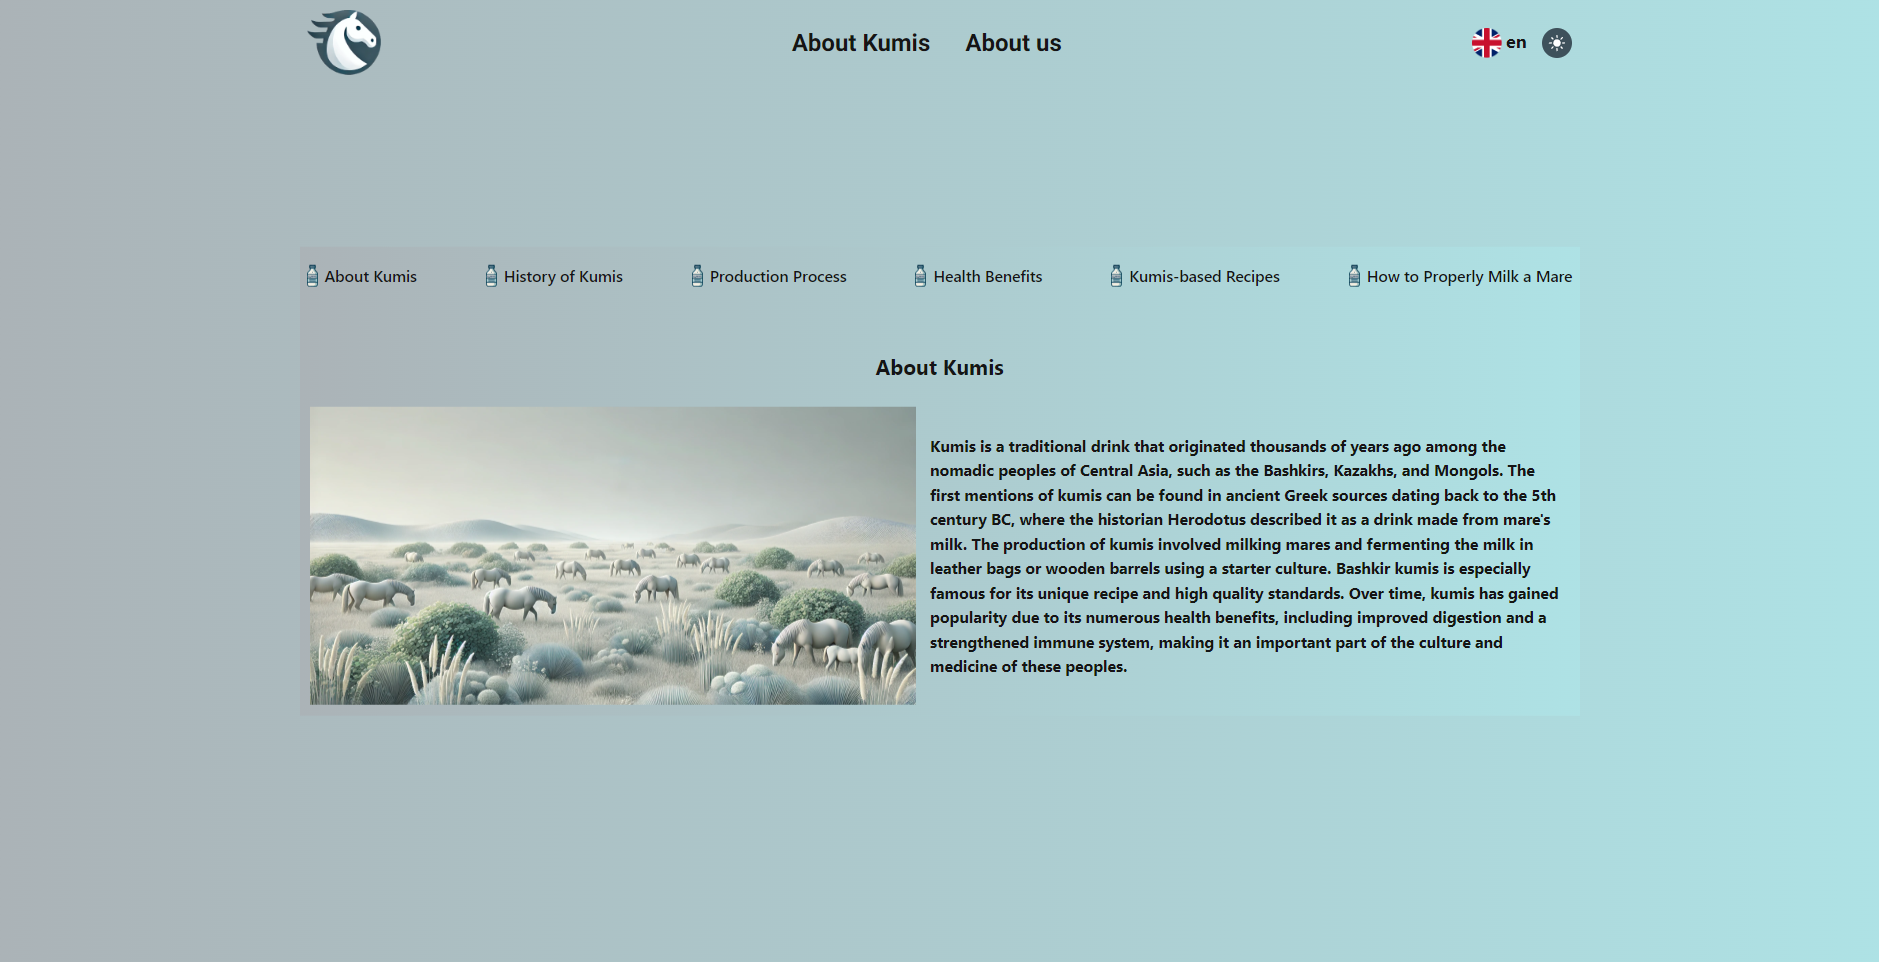 About Kumis
About us
en
About Kumis
History of Kumis
Production Process
Health Benefits
Kumis-based Recipes
How to Properly Milk a Mare
About Kumis
Kumis is a traditional drink that originated thousands of years ago among the
nomadic peoples of Central Asia, such as the Bashkirs, Kazakhs, and Mongols. The
first mentions of kumis can be found in ancient Greek sources dating back to the 5th
century BC, where the historian Herodotus described it as a drink made from mare's
milk. The production of kumis involved milking mares and fermenting the milk in
leather bags or wooden barrels using a starter culture. Bashkir kumis is especially
famous for its unique recipe and high quality standards. Over time, kumis has gained
popularity due to its numerous health benefits, including improved digestion and a
strengthened immune system, making it an important part of the culture and
medicine of these peoples.